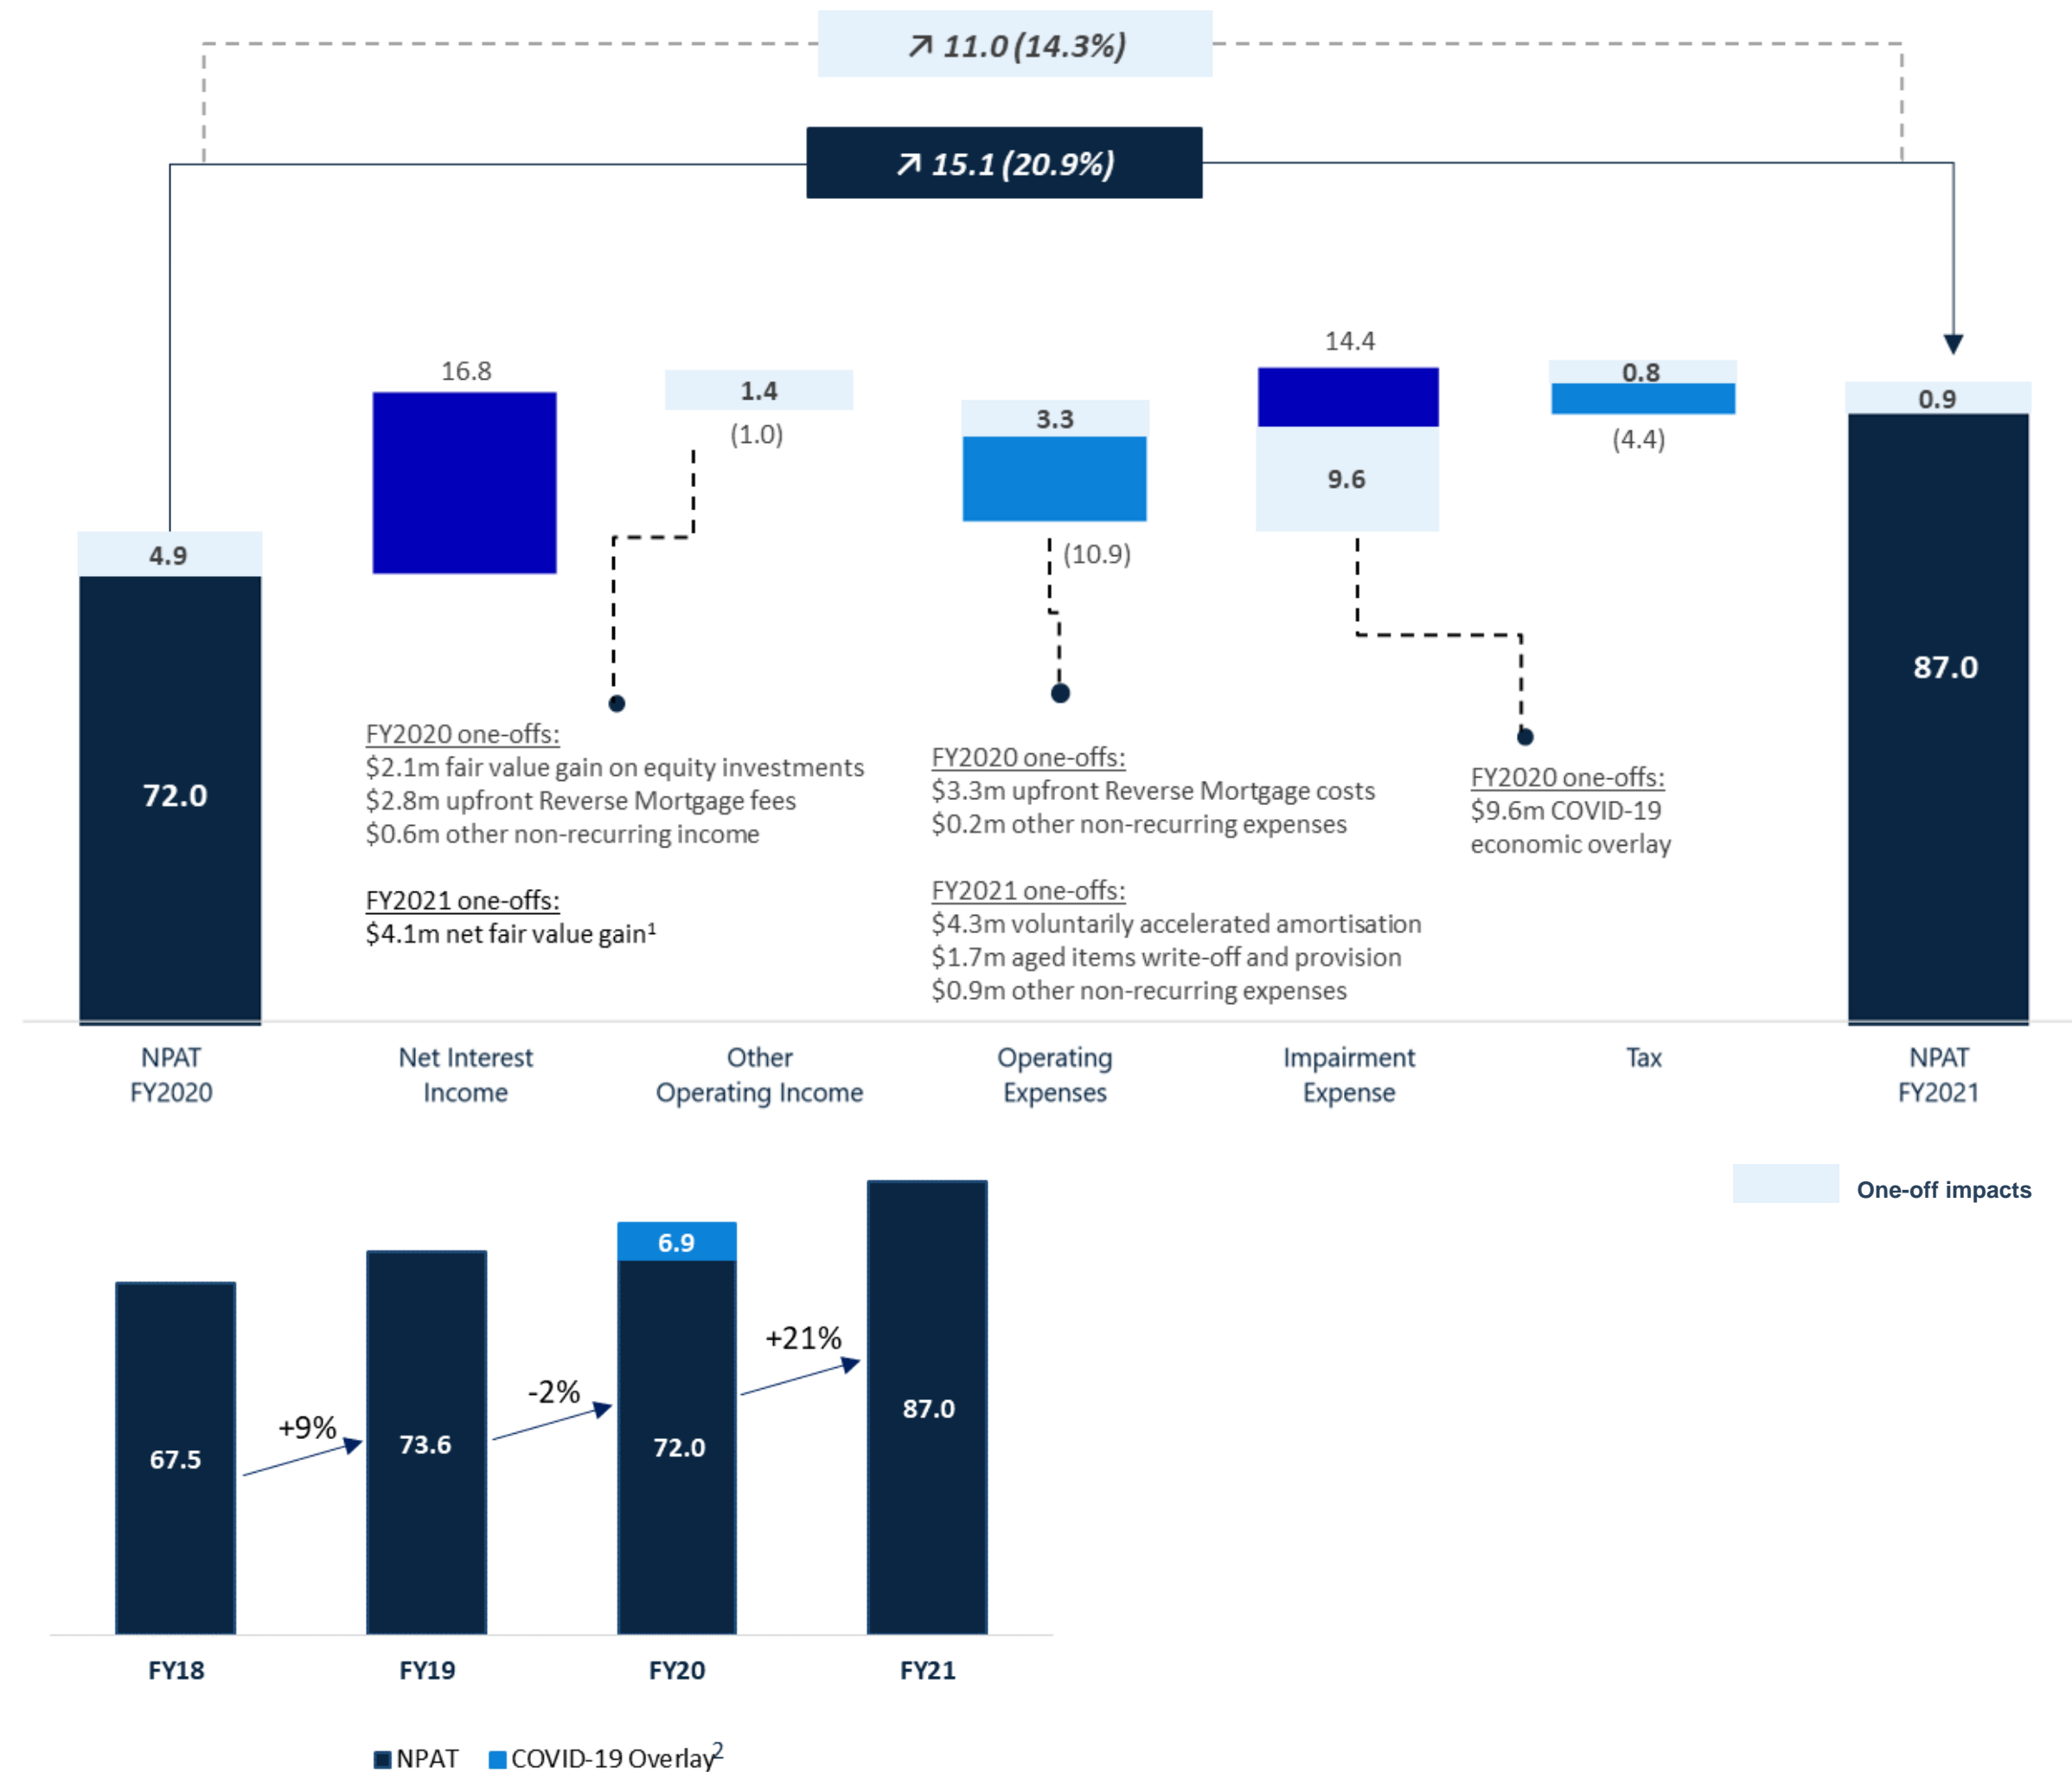 ↗ 11.0 (14.3%)
↗ 15.1 (20.9%)
14.4
16.8
0.8
1.4
0.9
3.3
(1.0)
(4.4)
9.6
4.9
(10.9)
87.0
72.0
FY2020 one-offs:
$2.1m fair value gain on equity investments
$2.8m upfront Reverse Mortgage fees
$0.6m other non-recurring income
FY2021 one-offs:
$4.1m net fair value gain¹
FY2020 one-offs:
$3.3m upfront Reverse Mortgage costs
$0.2m other non-recurring expenses
FY2021 one-offs:
$4.3m voluntarily accelerated amortisation
$1.7m aged items write-off and provision
$0.9m other non-recurring expenses
FY2020 one-offs:
$9.6m COVID-19
economic overlay
NPAT
FY2020
Net Interest
Income
Other
Operating Income
Operating
Expenses
Impairment
Expense
Tax
NPAT
FY2021
One-off impacts
6.9
+21%
-2%
+9%
67.5
73.6
72.0
87.0
FY18
FY19
FY20
FY21
NPAT
COVID-19 Overlay²